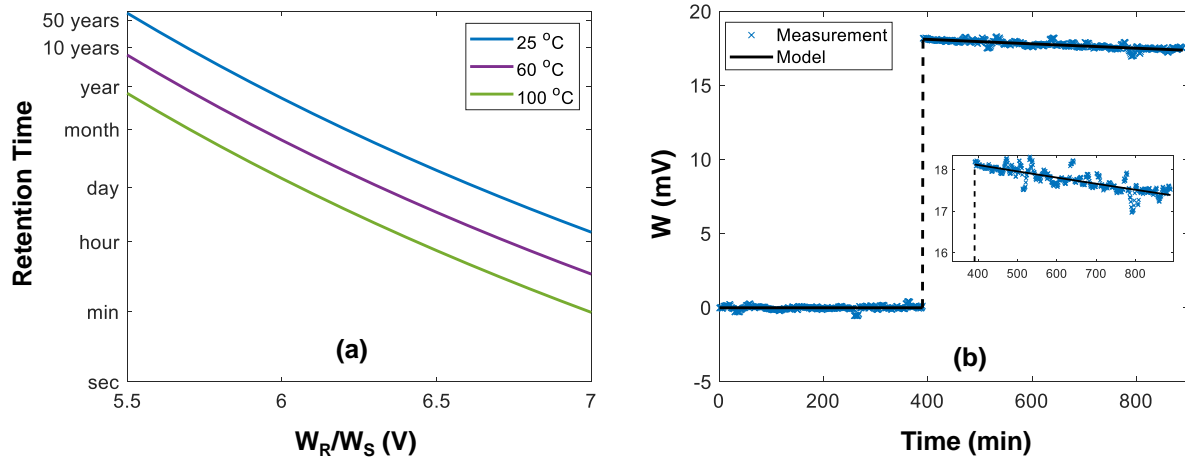 50 years
10 years
year
month
day
hour
min
sec
Retention Time
25 °C
60 °C
100 °C
(a)
5.5
6
6.5
7
W_R/W_S (V)
20
15
10
5
0
-5
W (mV)
Measurement
Model
18
17
16
400
500
600
700
800
(b)
0
200
400
600
800
Time (min)